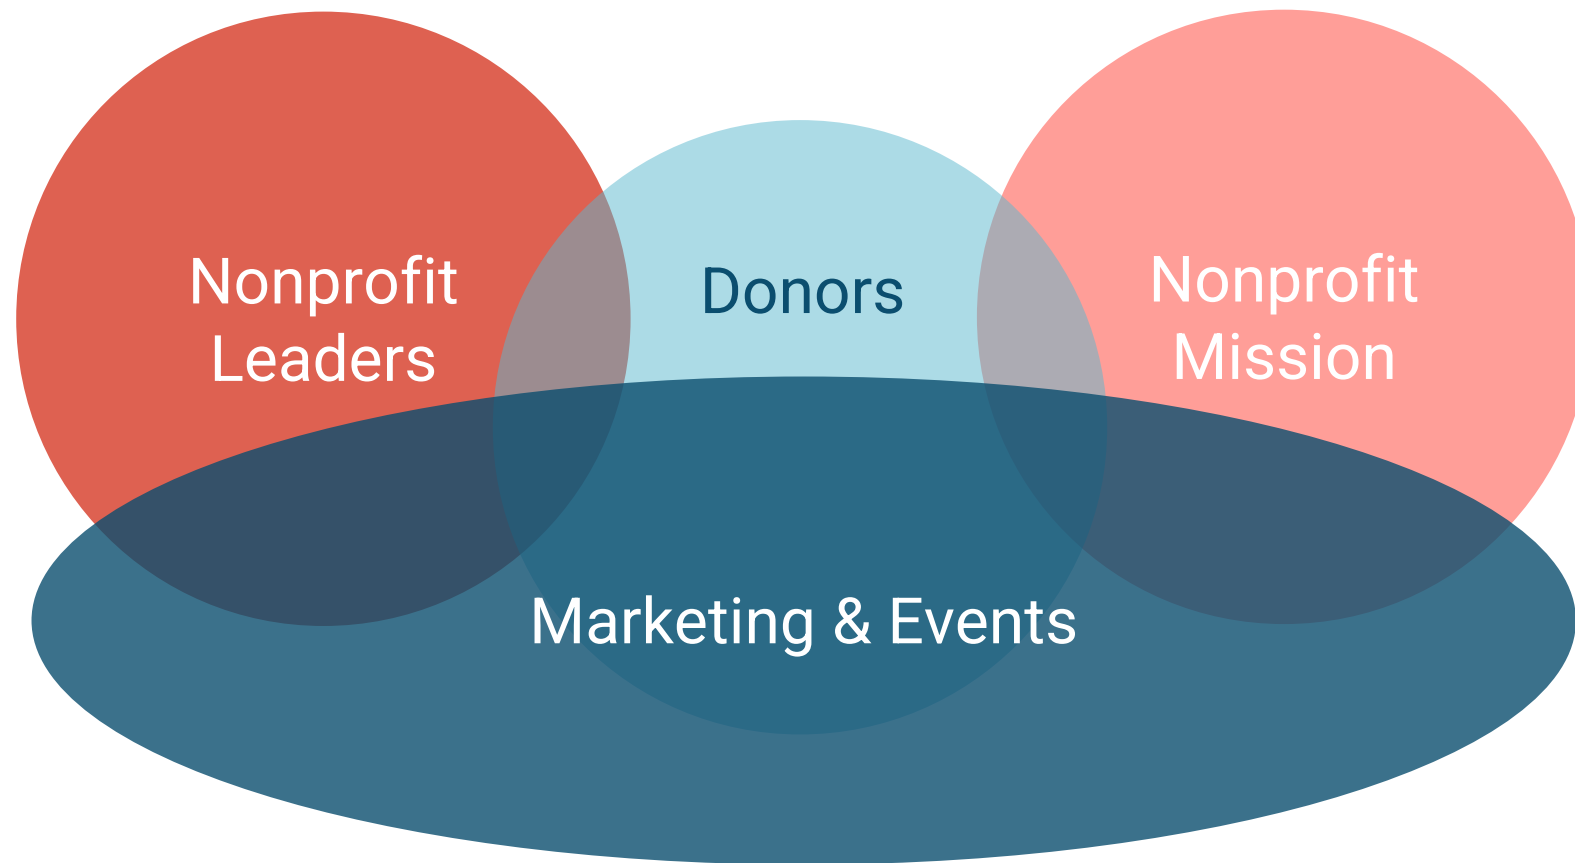 Nonprofit
Leaders
Donors
Nonprofit
Mission
Marketing & Events